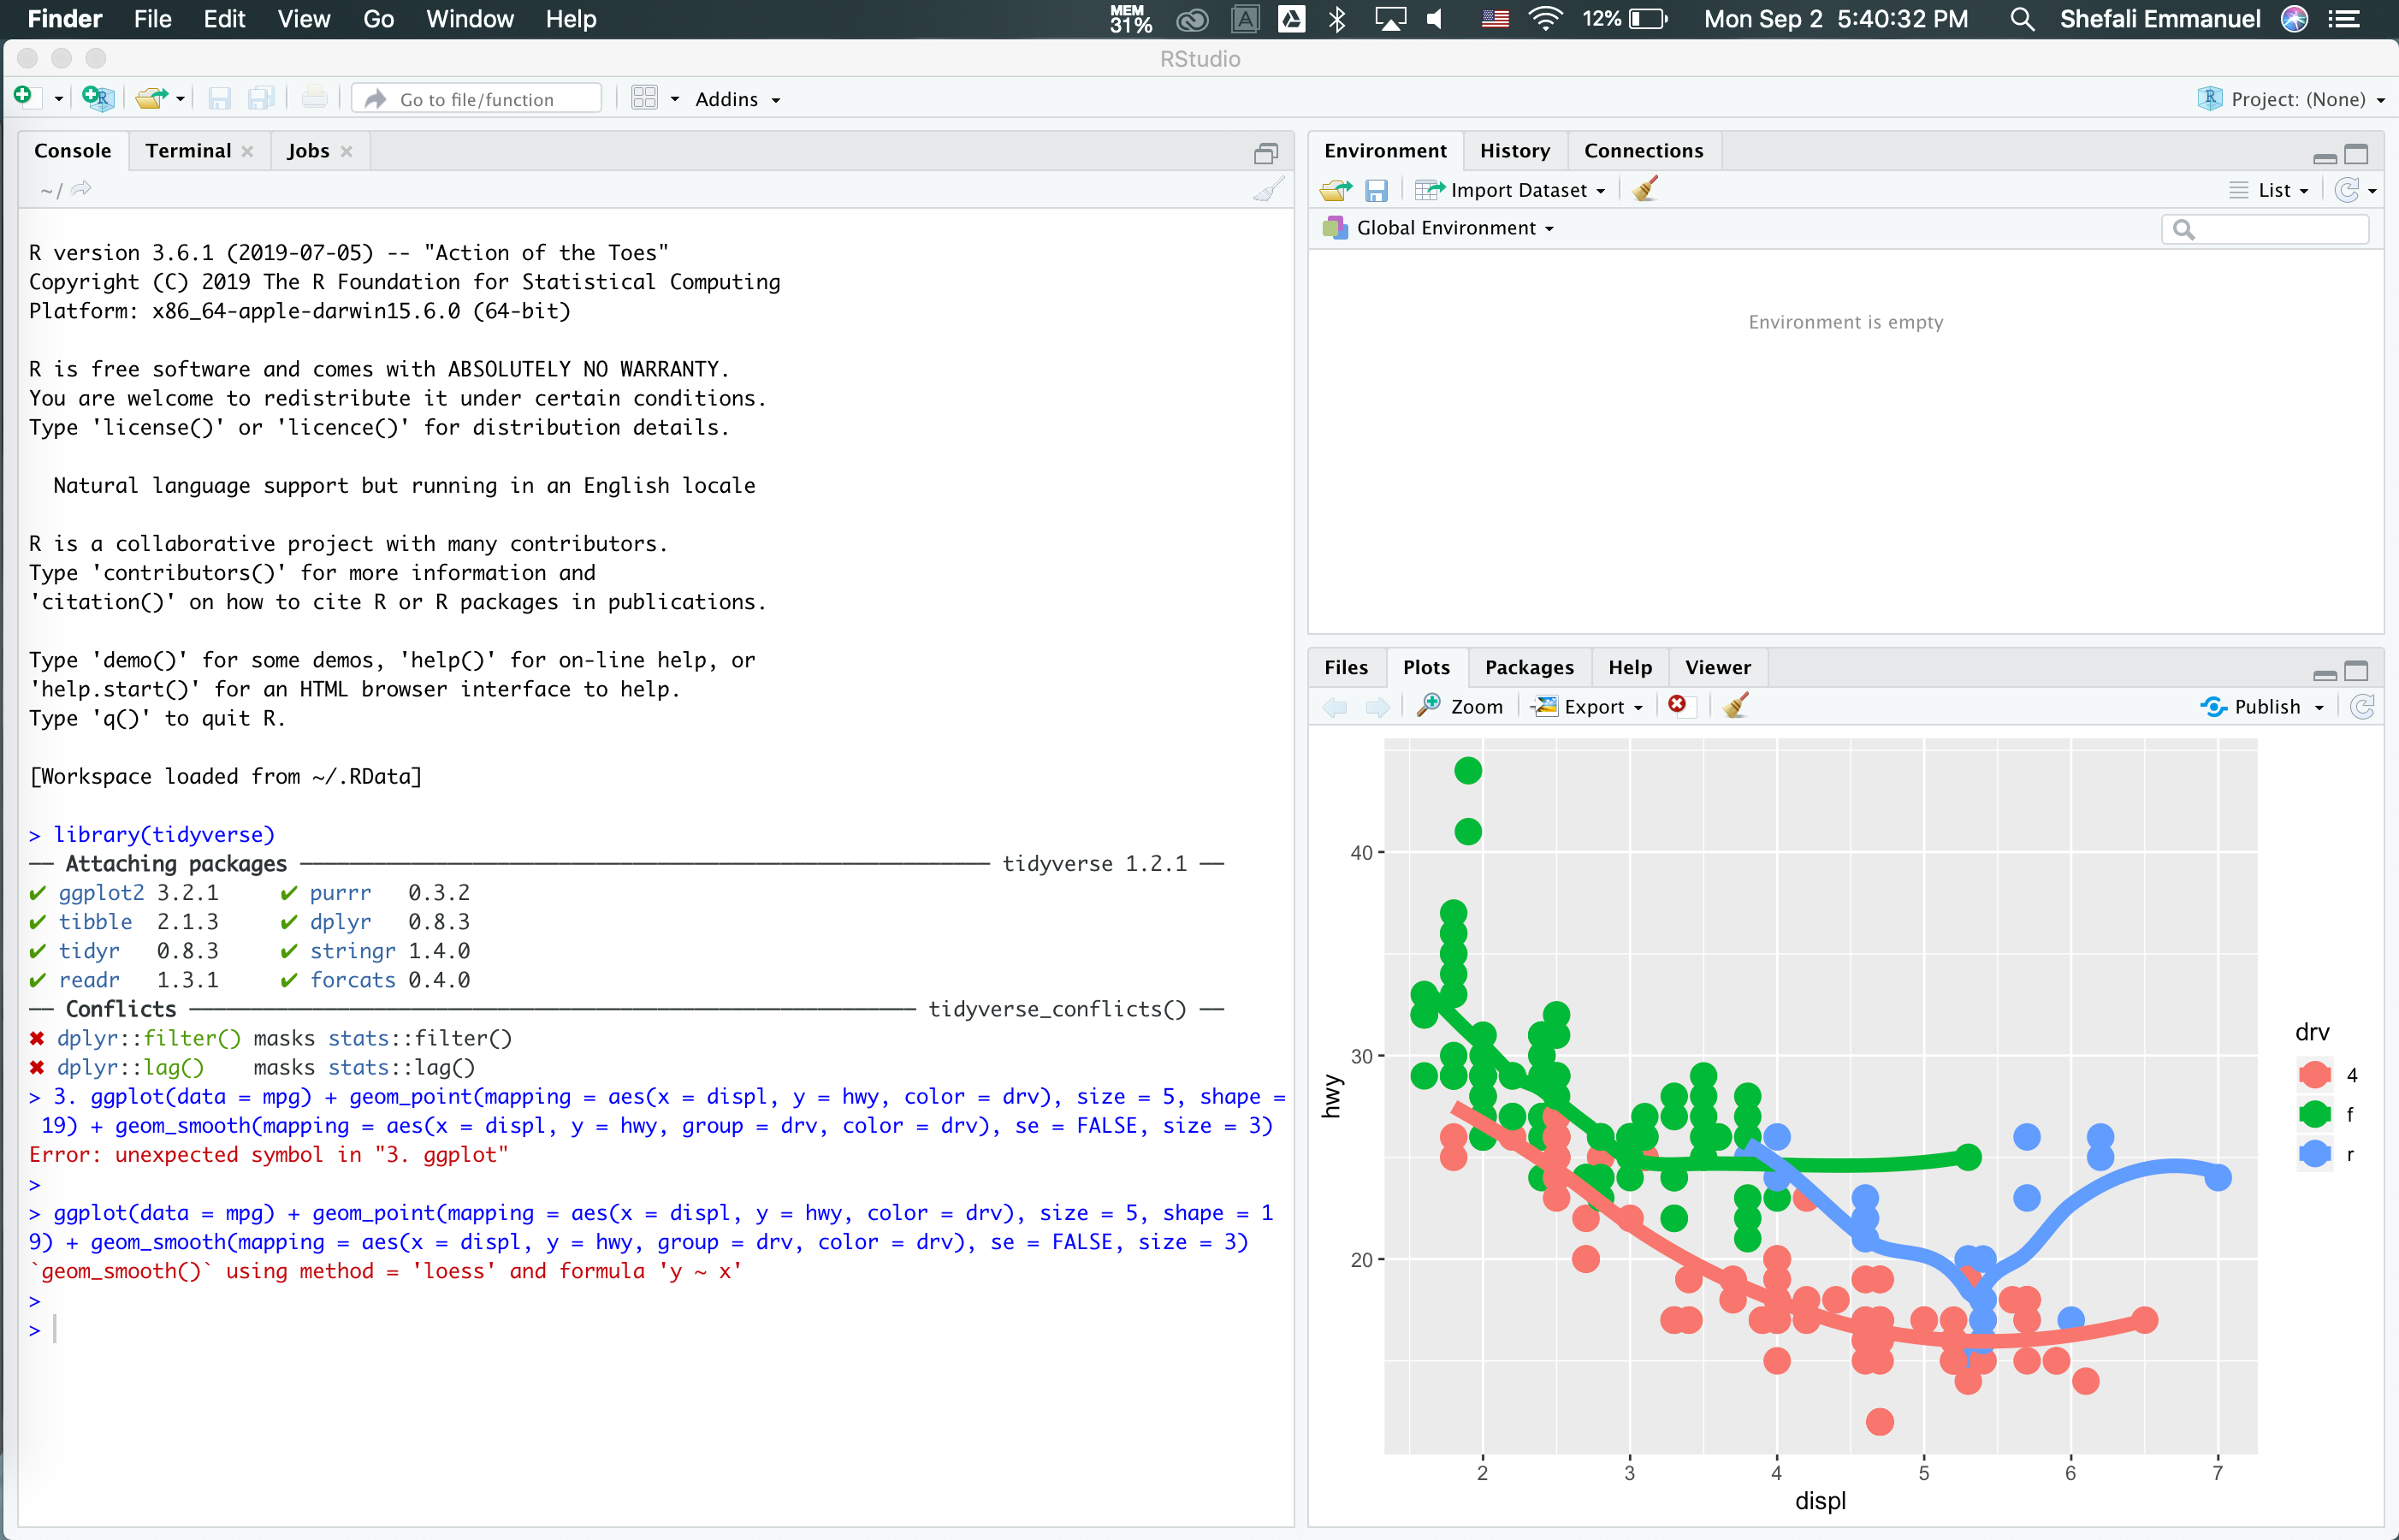 Finder File Edit View Go Window Help MEM 31% A 12% Mon Sep 2 5:40:32 PM Shefali Emmanuel
RStudio
R Go to file/function Addins R Project: (None)
Console Terminal Jobs
~/
R version 3.6.1 (2019-07-05) -- "Action of the Toes"
Copyright (C) 2019 The R Foundation for Statistical Computing
Platform: x86_64-apple-darwin15.6.0 (64-bit)
R is free software and comes with ABSOLUTELY NO WARRANTY.
You are welcome to redistribute it under certain conditions.
Type 'license()' or 'licence()' for distribution details.
Natural language support but running in an English locale
R is a collaborative project with many contributors.
Type 'contributors()' for more information and
'citation()' on how to cite R or R packages in publications.
Type 'demo()' for some demos, 'help()' for on-line help, or
'help.start()' for an HTML browser interface to help.
Type 'q()' to quit R.
[Workspace loaded from ~/.RData]
> library(tidyverse)
── Attaching packages ──────────────────── tidyverse 1.2.1 ──
✔ ggplot2 3.2.1 ✔ purrr 0.3.2
✔ tibble 2.1.3 ✔ dplyr 0.8.3
✔ tidyr 0.8.3 ✔ stringr 1.4.0
✔ readr 1.3.1 ✔ forcats 0.4.0
── Conflicts ──────────────────── tidyverse_conflicts() ──
✖ dplyr::filter() masks stats::filter()
✖ dplyr::lag() masks stats::lag()
> 3. ggplot(data = mpg) + geom_point(mapping = aes(x = displ, y = hwy, color = drv), size = 5, shape =
19) + geom_smooth(mapping = aes(x = displ, y = hwy, group = drv, color = drv), se = FALSE, size = 3)
Error: unexpected symbol in "3. ggplot"
>
> ggplot(data = mpg) + geom_point(mapping = aes(x = displ, y = hwy, color = drv), size = 5, shape = 1
9) + geom_smooth(mapping = aes(x = displ, y = hwy, group = drv, color = drv), se = FALSE, size = 3)
`geom_smooth()` using method = 'loess' and formula 'y ~ x'
>
>
Environment History Connections
Import Dataset List
Global Environment
Environment is empty
Files Plots Packages Help Viewer
Zoom Export Publish
40
30
20
hwy
2 3 4 5 6 7
displ
drv
4
f
r